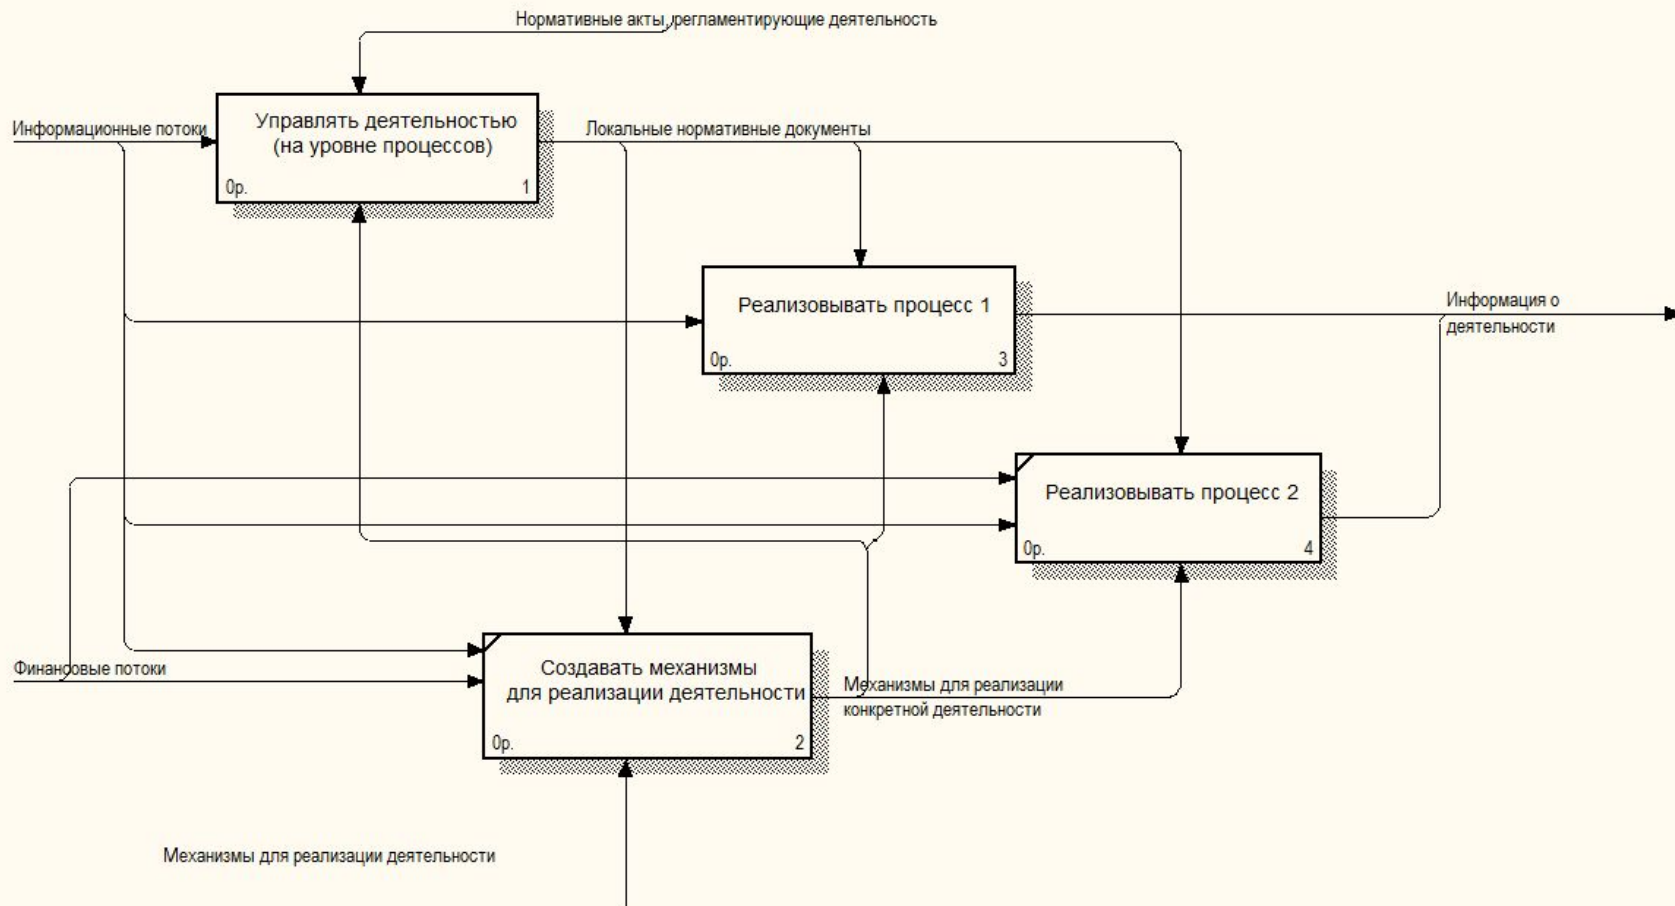 Нормативные акты, регламентирующие деятельность
Информационные потоки
Управлять деятельностью
(на уровне процессов)
0р.
1
Локальные нормативные документы
Реализовывать процесс 1
0р.
3
Информация о
деятельности
Реализовывать процесс 2
0р.
4
Финансовые потоки
Создавать механизмы
для реализации деятельности
0р.
2
Механизмы для реализации
конкретной деятельности
Механизмы для реализации деятельности